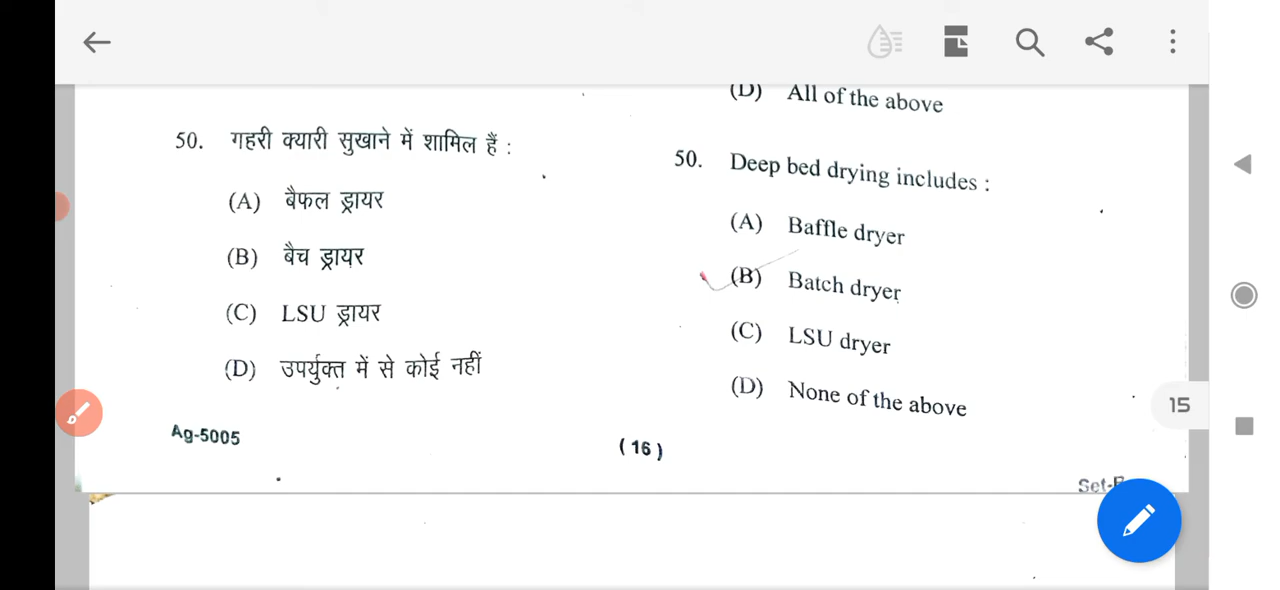 50. गहरी क्यारी सुखाने में शामिल हैं :
(A) बैफल ड्रायर
(B) बैच ड्रायर
(C) LSU ड्रायर
(D) उपर्युक्त में से कोई नहीं
Ag-5005
(D) All of the above
50. Deep bed drying includes :
(A) Baffle dryer
(B) Batch dryer
(C) LSU dryer
(D) None of the above
15
( 16 )